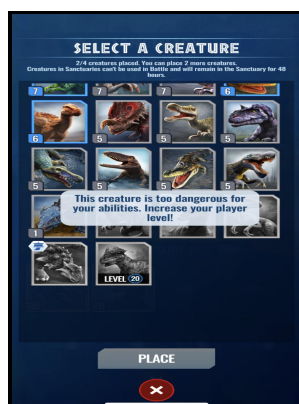 SELECT A CREATURE
2/4 creatures placed. You can place 2 more creatures.
Creatures in Sanctuaries can't be used in Battle and will remain in the Sanctuary for 48
hours.
7 7 7 6
6 5 5 5
5 5 5 5
This creature is too dangerous for
your abilities. Increase your player
level!
1
LEVEL 20
PLACE
X